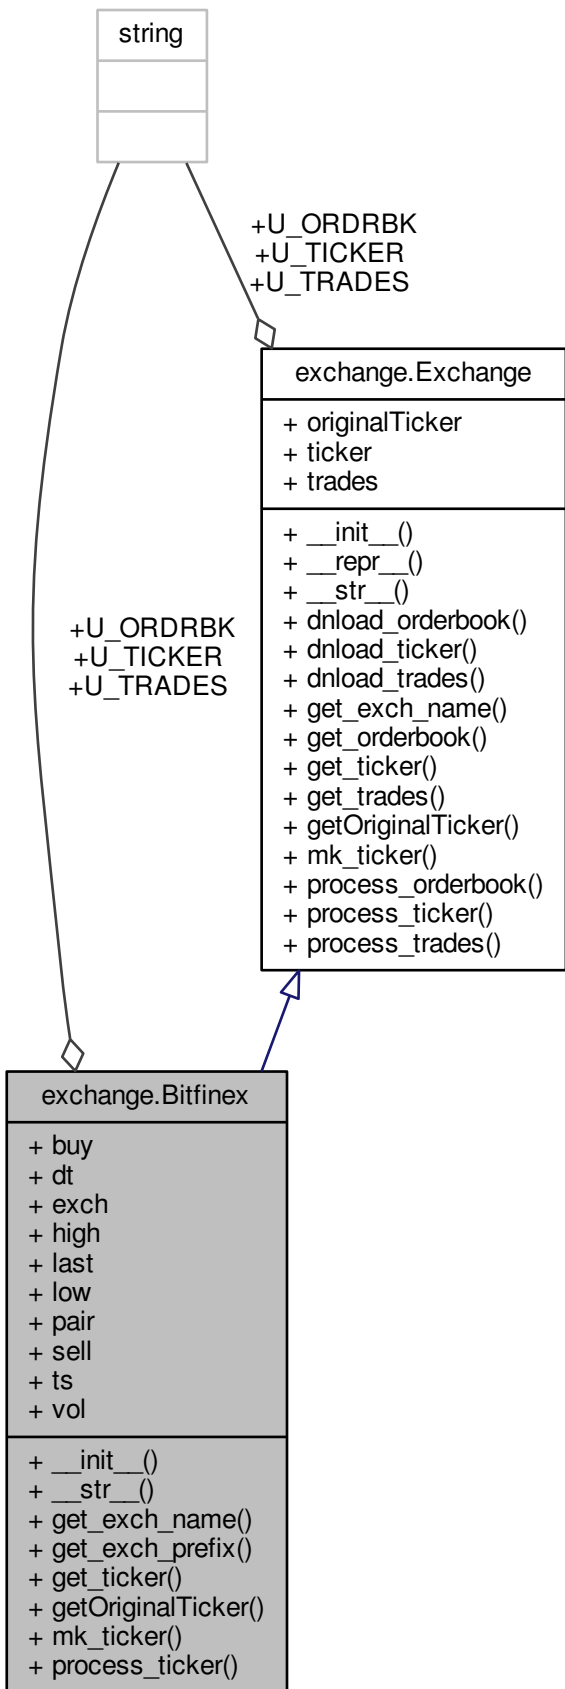 string
+U_ORDRBK
+U_TICKER
+U_TRADES
exchange.Exchange
+ originalTicker
+ ticker
+ trades
+ __init__()
+ __repr__()
+ __str__()
+ dnload_orderbook()
+ dnload_ticker()
+ dnload_trades()
+ get_exch_name()
+ get_orderbook()
+ get_ticker()
+ get_trades()
+ getOriginalTicker()
+ mk_ticker()
+ process_orderbook()
+ process_ticker()
+ process_trades()
+U_ORDRBK
+U_TICKER
+U_TRADES
exchange.Bitfinex
+ buy
+ dt
+ exch
+ high
+ last
+ low
+ pair
+ sell
+ ts
+ vol
+ __init__()
+ __str__()
+ get_exch_name()
+ get_exch_prefix()
+ get_ticker()
+ getOriginalTicker()
+ mk_ticker()
+ process_ticker()